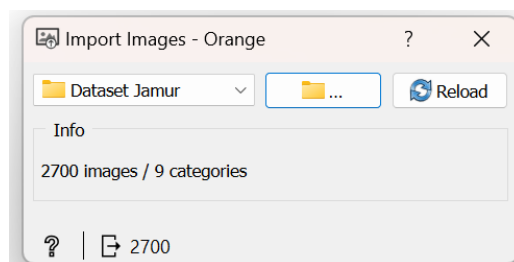 Import Images - Orange ? X
Dataset Jamur ... Reload
Info
2700 images / 9 categories
? 2700